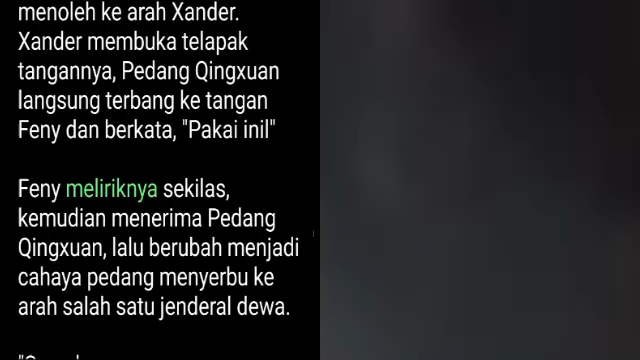 menoleh ke arah Xander.
Xander membuka telapak
tangannya, Pedang Qingxuan
langsung terbang ke tangan
Feny dan berkata, "Pakai inil"
Feny meliriknya sekilas,
kemudian menerima Pedang
Qingxuan, lalu berubah menjadi
cahaya pedang menyerbu ke
arah salah satu jenderal dewa.